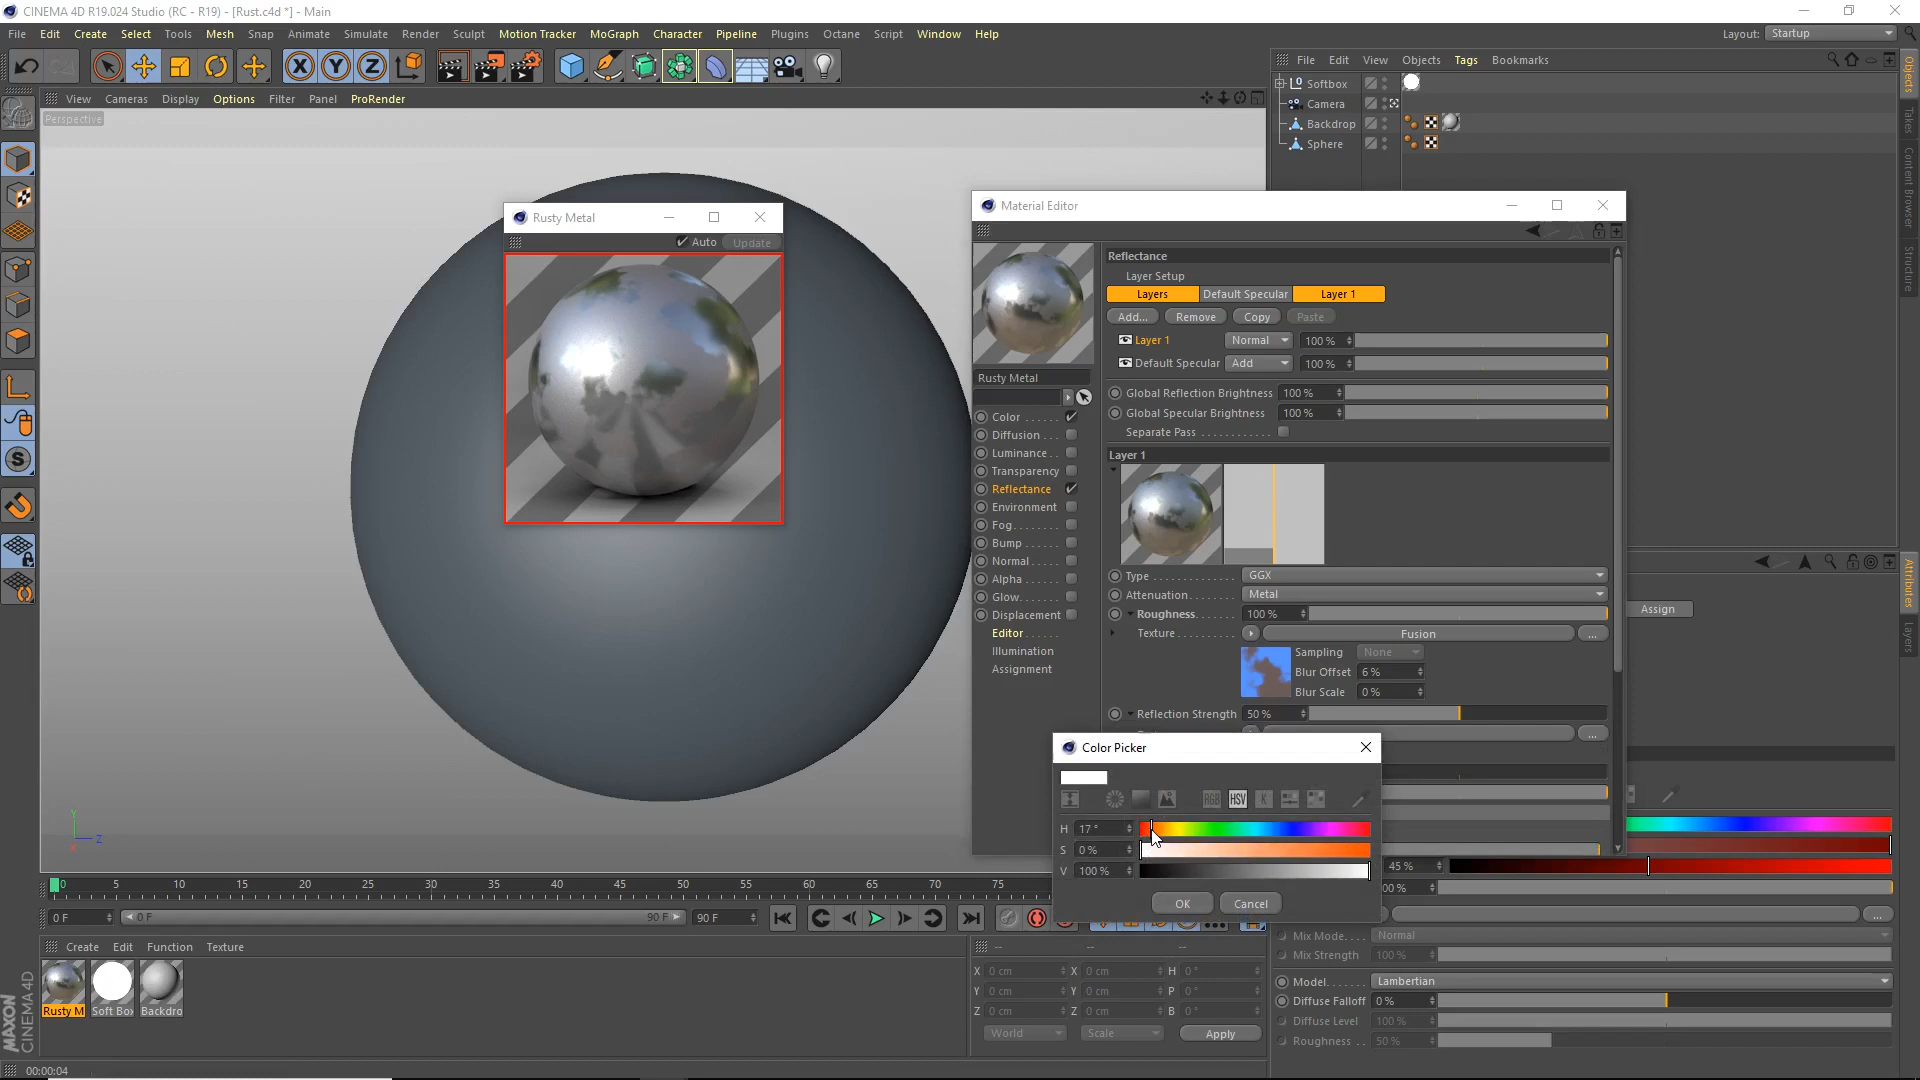 CINEMA 4D R19.024 Studio (RC - R19) - [Rust.c4d *] - Main
File Edit Create Select Tools Mesh Snap Animate Simulate Render Sculpt Motion Tracker MoGraph Character Pipeline Plugins Octane Script Window Help
Layout: Startup
File Edit View Objects Tags Bookmarks
View Cameras Display Options Filter Panel ProRender
Perspective
Softbox
Camera
Backdrop
Sphere
Objects
Takes
Content Browser
Structure
Rusty Metal
Auto Update
Material Editor
Reflectance
Layer Setup
Layers Default Specular Layer 1
Add... Remove Copy Paste
Layer 1 Normal 100 %
Default Specular Add 100 %
Global Reflection Brightness 100 %
Global Specular Brightness 100 %
Separate Pass . . . . . . . . . . . .
Layer 1
Type . . . . . . . . . . . . . GGX
Attenuation. . . . . . . . . Metal
Roughness. . . . . . . 100 %
Texture. . . . . . . . . . . Fusion ...
Sampling None
Blur Offset 6 %
Blur Scale 0 %
Reflection Strength 50 %
...
Rusty Metal
Color . . . . . .
Diffusion . . .
Luminance. .
Transparency
Reflectance
Environment
Fog. . . . . . .
Bump . . . . .
Normal. . . . .
Alpha . . . . . .
Glow. . . . . . .
Displacement
Editor . . . . .
Illumination
Assignment
Attributes
Layers
Assign
Color Picker
RGB HSV K
H 17 °
S 0 %
V 100 %
OK Cancel
45 %
00 %
...
Mix Mode. . . . Normal
Mix Strength 100 %
Model. . . . . . . Lambertian
Diffuse Falloff 0 %
Diffuse Level 100 %
Roughness . . 50 %
Y
Z
X
0 5 10 15 20 25 30 35 40 45 50 55 60 65 70 75
0 F 0 F 90 F 90 F
Create Edit Function Texture
Rusty M Soft Box Backdro
-- -- --
X 0 cm X 0 cm H 0 °
Y 0 cm Y 0 cm P 0 °
Z 0 cm Z 0 cm B 0 °
World Scale Apply
MAXON
CINEMA 4D
00:00:04